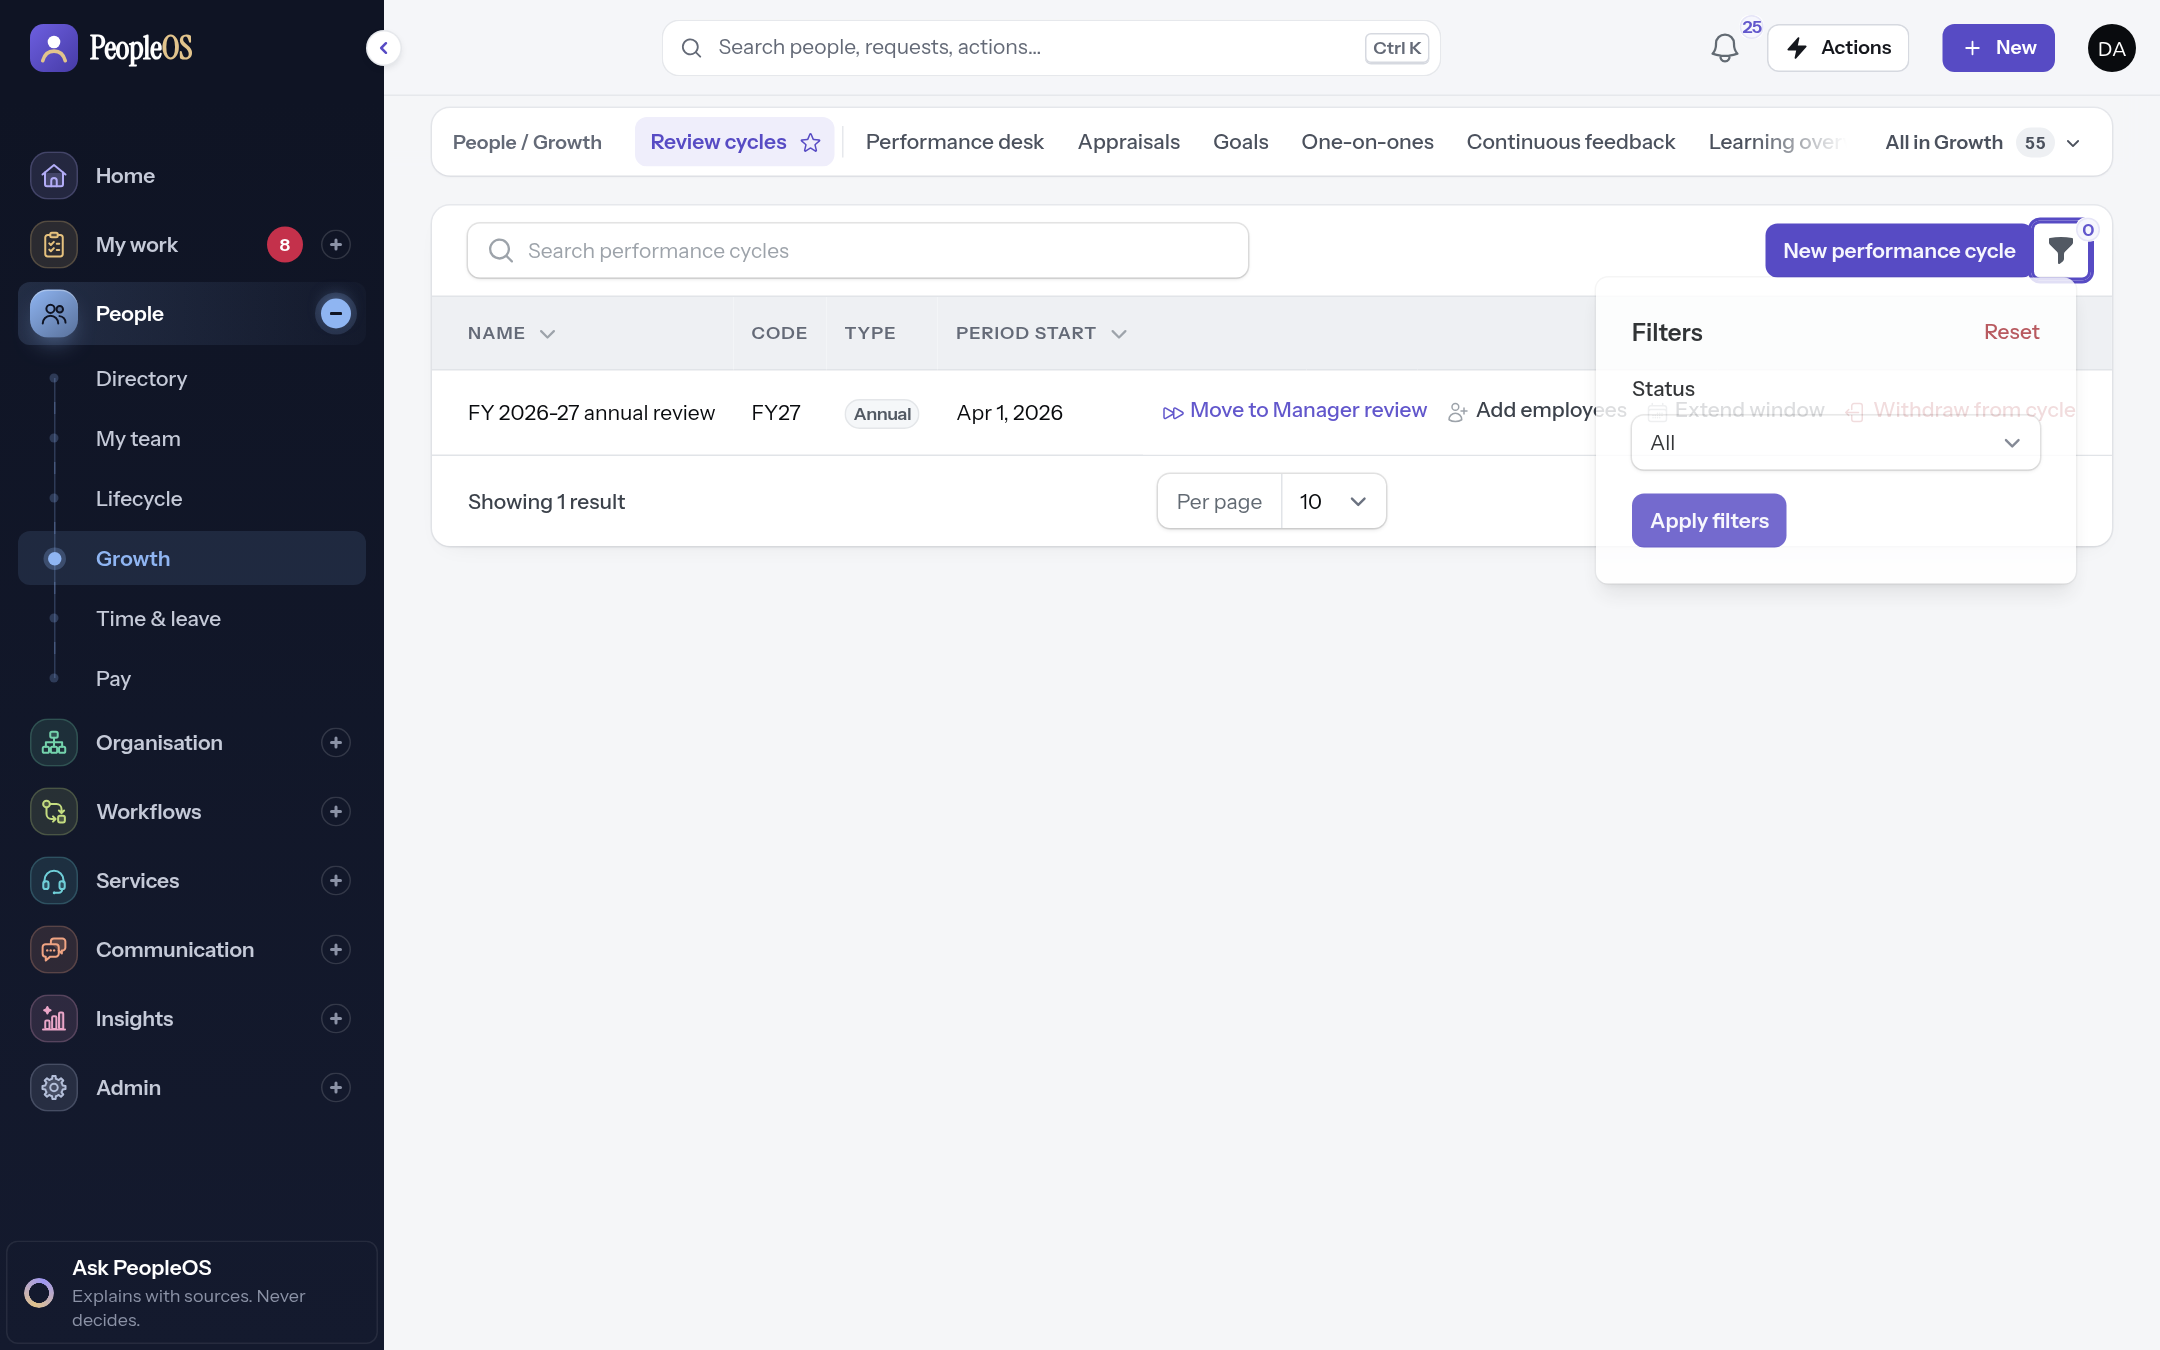 PeopleOS
Search people, requests, actions...
Ctrl K
25
Actions
New
DA
Home
My work
8
People
Directory
My team
Lifecycle
Growth
Time & leave
Pay
Organisation
Workflows
Services
Communication
Insights
Admin
Ask PeopleOS
Explains with sources. Never
decides.
People / Growth
Review cycles
Performance desk
Appraisals
Goals
One-on-ones
Continuous feedback
Learning over
All in Growth
55
Search performance cycles
New performance cycle
0
NAME
CODE
TYPE
PERIOD START
FY 2026-27 annual review
FY27
Annual
Apr 1, 2026
Move to Manager review
Add employees
Extend window
Withdraw from cycle
Showing 1 result
Per page
10
Filters
Reset
Status
All
Apply filters